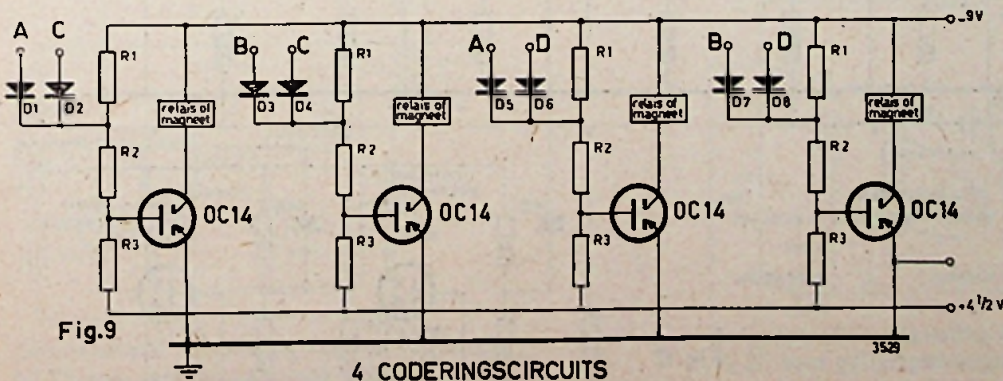 A C
D1 D2
R1
relais of
magneet
R2
OC14
R3
B C
D3 D4
R1
relais of
magneet
R2
OC14
R3
A D
D5 D6
R1
relais of
magneet
R2
OC14
R3
B D
D7 D8
R1
relais of
magneet
R2
OC14
R3
-9V
+4 1/2 V
Fig.9
3529
4 CODERINGSCIRCUITS